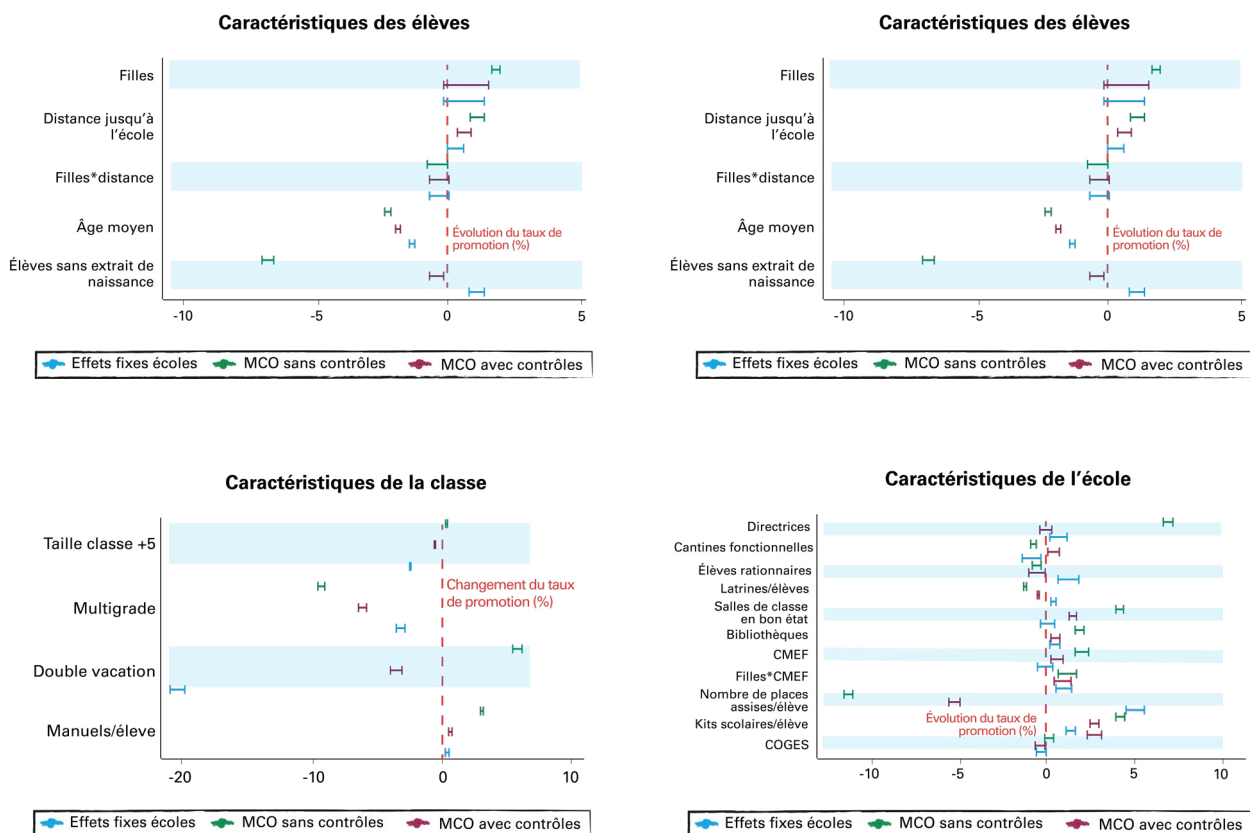 Caractéristiques des élèves
Filles
Distance jusqu'à
l'école
Filles*distance
Âge moyen
Élèves sans extrait de
naissance
Évolution du taux de
promotion (%)
-10
-5
0
5
Effets fixes écoles
MCO sans contrôles
MCO avec contrôles
Caractéristiques des élèves
Filles
Distance jusqu'à
l'école
Filles*distance
Âge moyen
Élèves sans extrait de
naissance
Évolution du taux de
promotion (%)
-10
-5
0
5
Effets fixes écoles
MCO sans contrôles
MCO avec contrôles
Caractéristiques de la classe
Taille classe +5
Multigrade
Double vacation
Manuels/éleve
Changement du taux
de promotion (%)
-20
-10
0
10
Effets fixes écoles
MCO sans contrôles
MCO avec contrôles
Caractéristiques de l'école
Directrices
Cantines fonctionnelles
Élèves rationnaires
Latrines/élèves
Salles de classe
en bon état
Bibliothèques
CMEF
Filles*CMEF
Nombre de places
assises/élève
Kits scolaires/élève
COGES
Évolution du taux de
promotion (%)
-10
-5
0
5
10
Effets fixes écoles
MCO sans contrôles
MCO avec contrôles